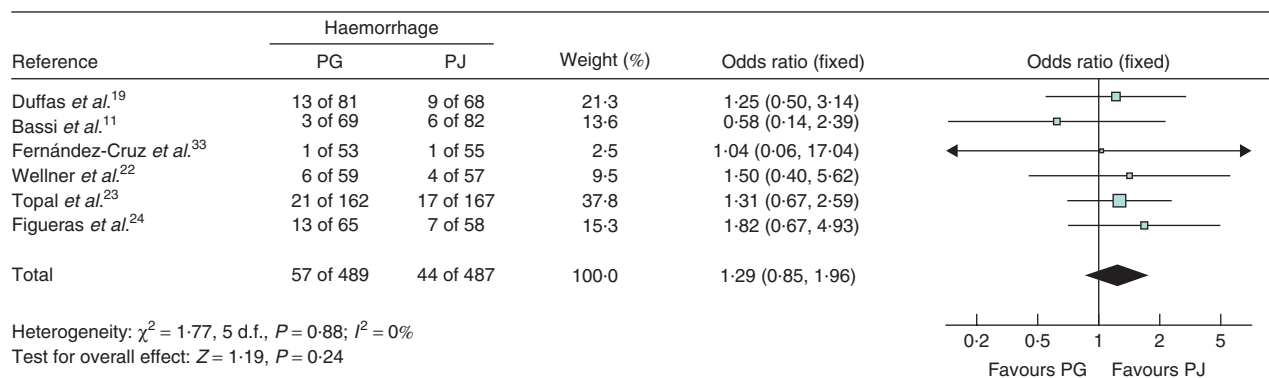 Haemorrhage
Reference PG PJ Weight (%) Odds ratio (fixed) Odds ratio (fixed)
Duffas et al.19 13 of 81 9 of 68 21·3 1·25 (0·50, 3·14)
Bassi et al.11 3 of 69 6 of 82 13·6 0·58 (0·14, 2·39)
Fernández-Cruz et al.33 1 of 53 1 of 55 2·5 1·04 (0·06, 17·04)
Wellner et al.22 6 of 59 4 of 57 9·5 1·50 (0·40, 5·62)
Topal et al.23 21 of 162 17 of 167 37·8 1·31 (0·67, 2·59)
Figueras et al.24 13 of 65 7 of 58 15·3 1·82 (0·67, 4·93)
Total 57 of 489 44 of 487 100·0 1·29 (0·85, 1·96)
Heterogeneity: χ2 = 1·77, 5 d.f., P = 0·88; I2 = 0%
Test for overall effect: Z = 1·19, P = 0·24
0·2 0·5 1 2 5
Favours PG Favours PJ